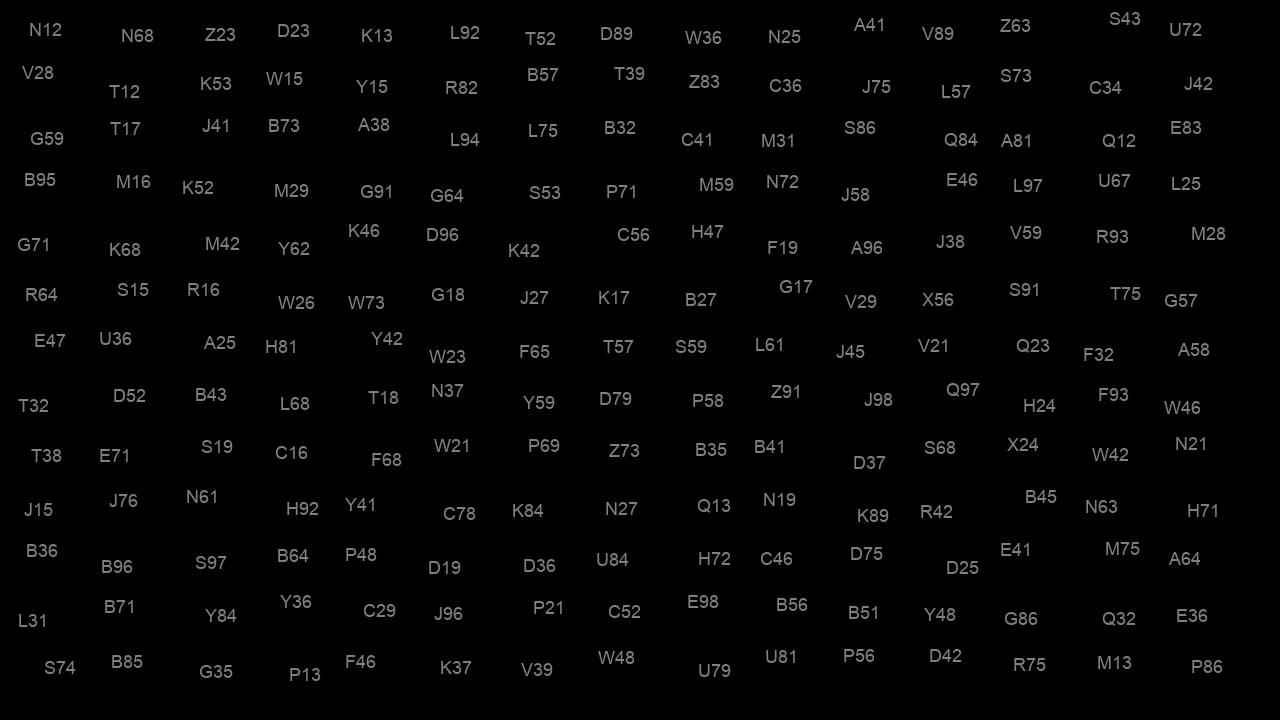 N12 N68 Z23 D23 K13 L92 T52 D89 W36 N25 A41 V89 Z63 S43 U72
V28 T12 K53 W15 Y15 R82 B57 T39 Z83 C36 J75 L57 S73 C34 J42
G59 T17 J41 B73 A38 L94 L75 B32 C41 M31 S86 Q84 A81 Q12 E83
B95 M16 K52 M29 G91 G64 S53 P71 M59 N72 J58 E46 L97 U67 L25
G71 K68 M42 Y62 K46 D96 K42 C56 H47 F19 A96 J38 V59 R93 M28
R64 S15 R16 W26 W73 G18 J27 K17 B27 G17 V29 X56 S91 T75 G57
E47 U36 A25 H81 Y42 W23 F65 T57 S59 L61 J45 V21 Q23 F32 A58
T32 D52 B43 L68 T18 N37 Y59 D79 P58 Z91 J98 Q97 H24 F93 W46
T38 E71 S19 C16 F68 W21 P69 Z73 B35 B41 D37 S68 X24 W42 N21
J15 J76 N61 H92 Y41 C78 K84 N27 Q13 N19 K89 R42 B45 N63 H71
B36 B96 S97 B64 P48 D19 D36 U84 H72 C46 D75 D25 E41 M75 A64
L31 B71 Y84 Y36 C29 J96 P21 C52 E98 B56 B51 Y48 G86 Q32 E36
S74 B85 G35 P13 F46 K37 V39 W48 U79 U81 P56 D42 R75 M13 P86